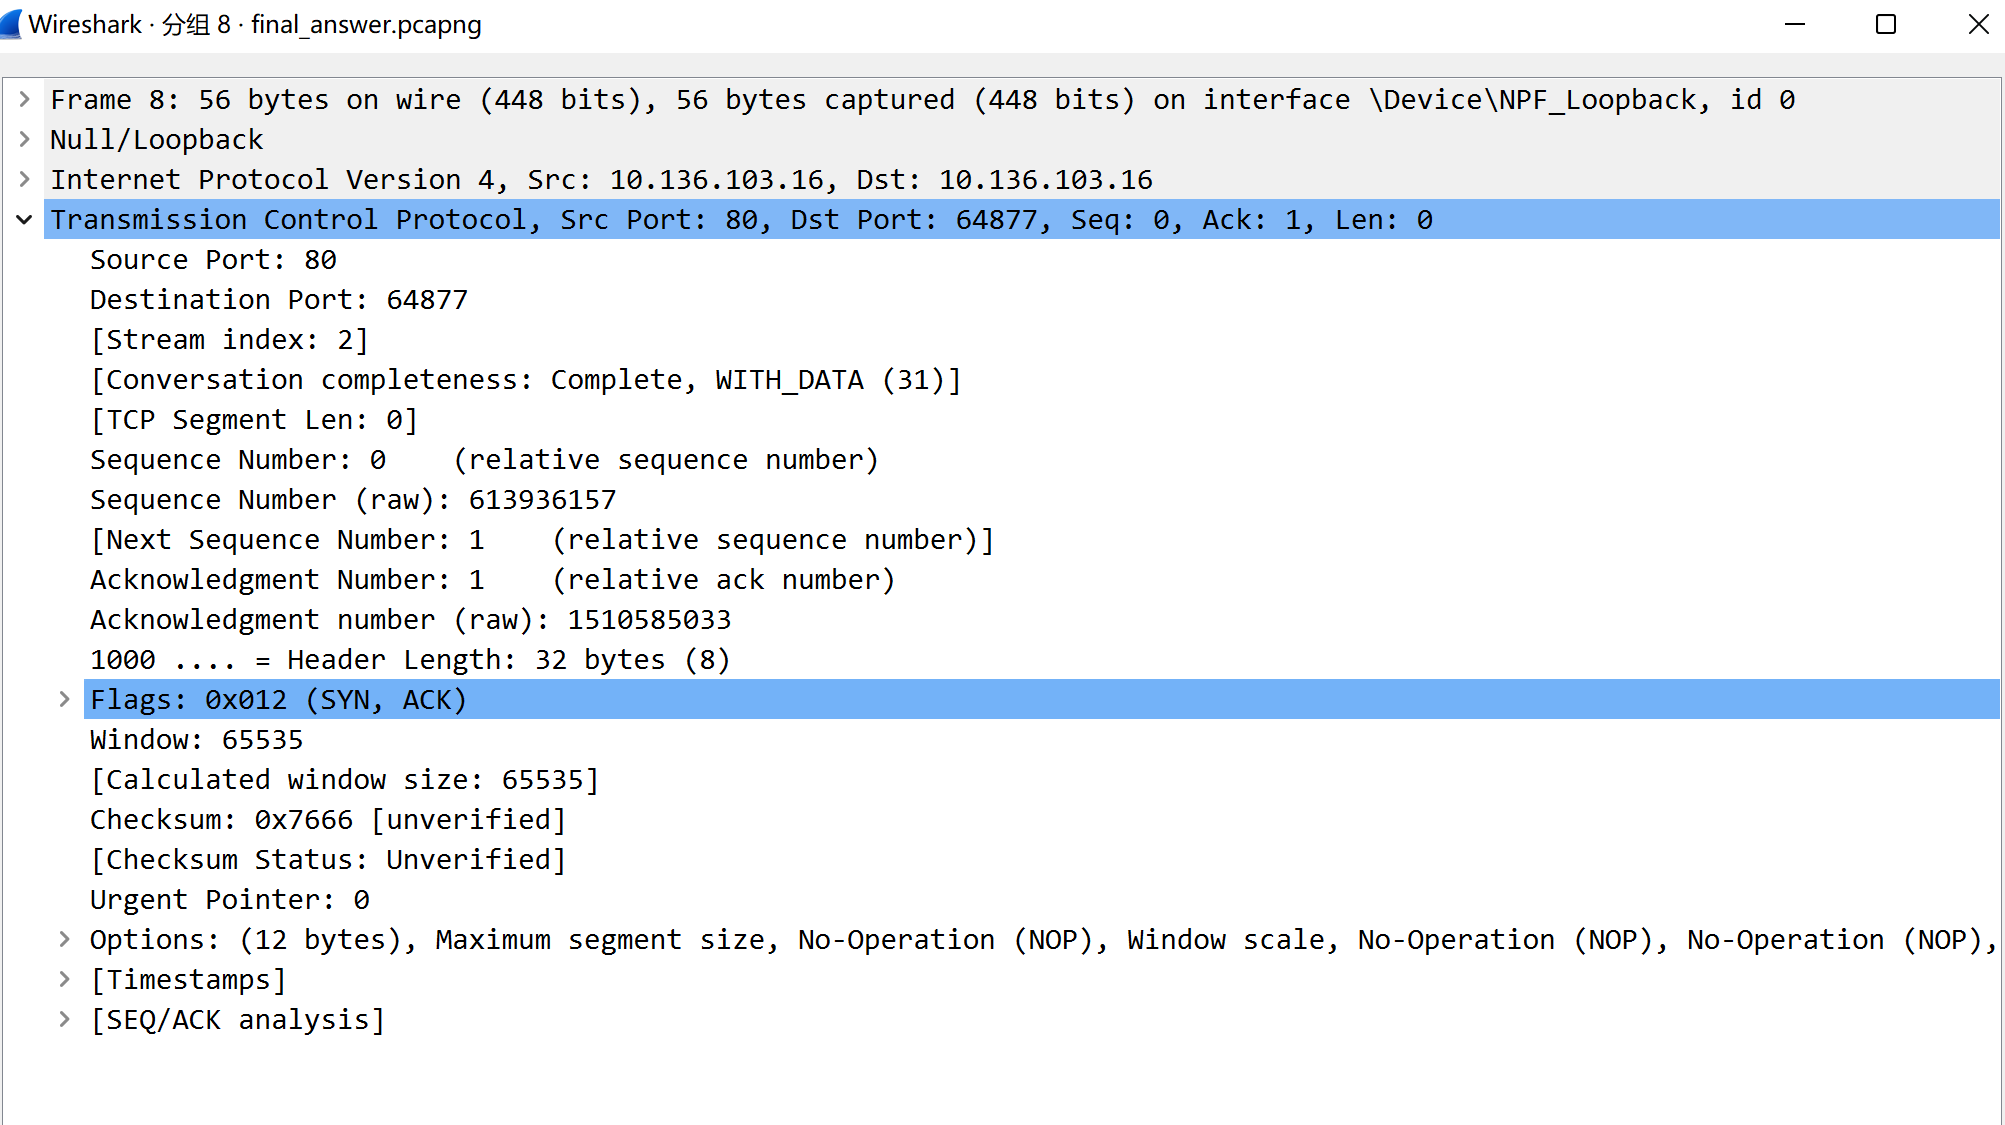 Wireshark · 分组 8 · final_answer.pcapng
Frame 8: 56 bytes on wire (448 bits), 56 bytes captured (448 bits) on interface \Device\NPF_Loopback, id 0
Null/Loopback
Internet Protocol Version 4, Src: 10.136.103.16, Dst: 10.136.103.16
Transmission Control Protocol, Src Port: 80, Dst Port: 64877, Seq: 0, Ack: 1, Len: 0
Source Port: 80
Destination Port: 64877
[Stream index: 2]
[Conversation completeness: Complete, WITH_DATA (31)]
[TCP Segment Len: 0]
Sequence Number: 0    (relative sequence number)
Sequence Number (raw): 613936157
[Next Sequence Number: 1    (relative sequence number)]
Acknowledgment Number: 1    (relative ack number)
Acknowledgment number (raw): 1510585033
1000 .... = Header Length: 32 bytes (8)
Flags: 0x012 (SYN, ACK)
Window: 65535
[Calculated window size: 65535]
Checksum: 0x7666 [unverified]
[Checksum Status: Unverified]
Urgent Pointer: 0
Options: (12 bytes), Maximum segment size, No-Operation (NOP), Window scale, No-Operation (NOP), No-Operation (NOP),
[Timestamps]
[SEQ/ACK analysis]